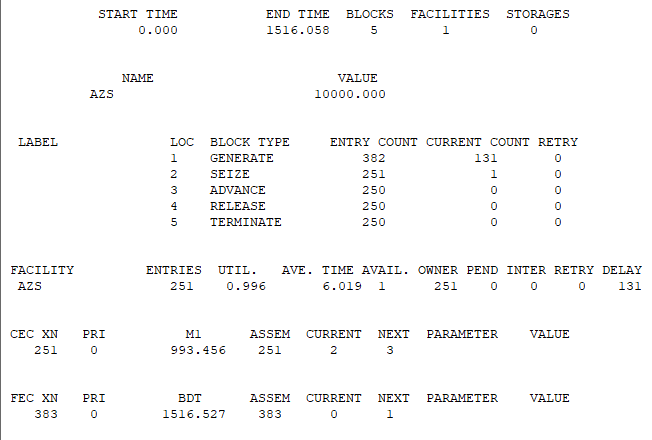 START TIME END TIME BLOCKS FACILITIES STORAGES
0.000 1516.058 5 1 0
NAME VALUE
AZS 10000.000
LABEL LOC BLOCK TYPE ENTRY COUNT CURRENT COUNT RETRY
1 GENERATE 382 131 0
2 SEIZE 251 1 0
3 ADVANCE 250 0 0
4 RELEASE 250 0 0
5 TERMINATE 250 0 0
FACILITY ENTRIES UTIL. AVE. TIME AVAIL. OWNER PEND INTER RETRY DELAY
AZS 251 0.996 6.019 1 251 0 0 0 131
CEC XN PRI M1 ASSEM CURRENT NEXT PARAMETER VALUE
251 0 993.456 251 2 3
FEC XN PRI BDT ASSEM CURRENT NEXT PARAMETER VALUE
383 0 1516.527 383 0 1